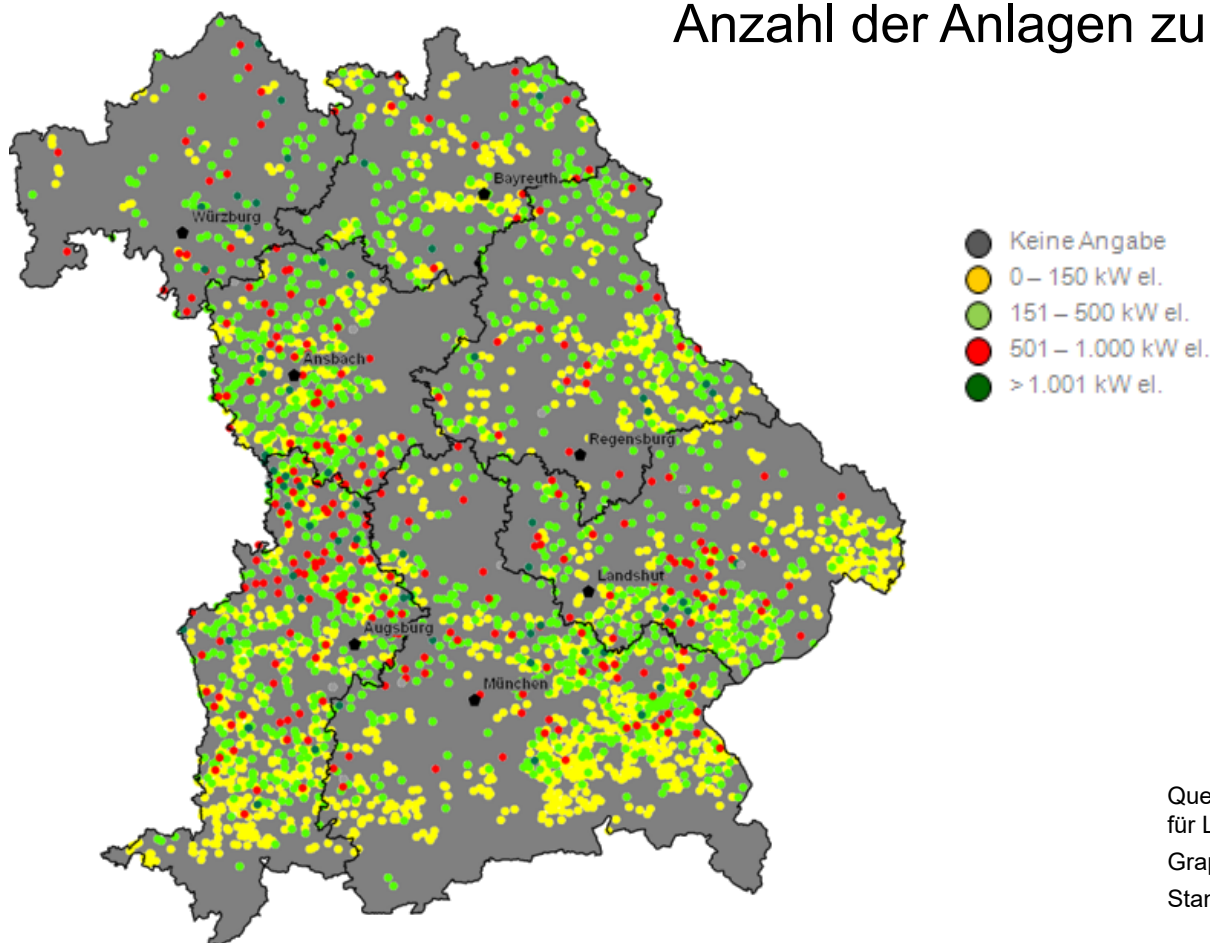 Anzahl der Anlagen zu
Bayreuth
Würzburg
Keine Angabe
0 – 150 kW el.
151 – 500 kW el.
501 – 1.000 kW el.
> 1.001 kW el.
Ansbach
Regensburg
Landshut
Augsburg
München
Que
für L
Grap
Star